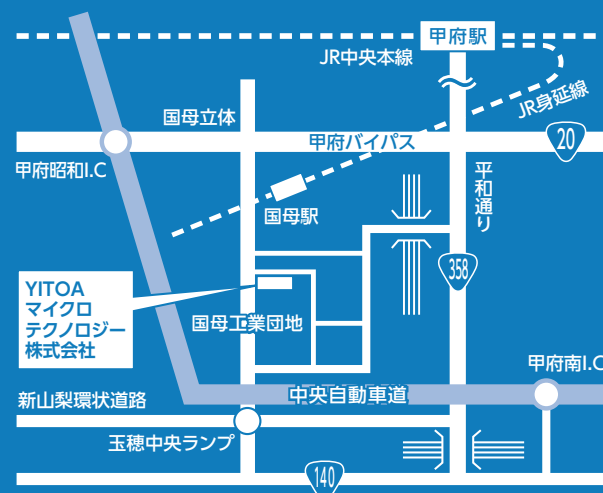 甲府駅
JR中央本線
JR身延線
国母立体
甲府バイパス
20
甲府昭和I.C
平和通り
国母駅
358
YITOA
マイクロ
テクノロジー
株式会社
国母工業団地
甲府南I.C
中央自動車道
新山梨環状道路
玉穂中央ランプ
140